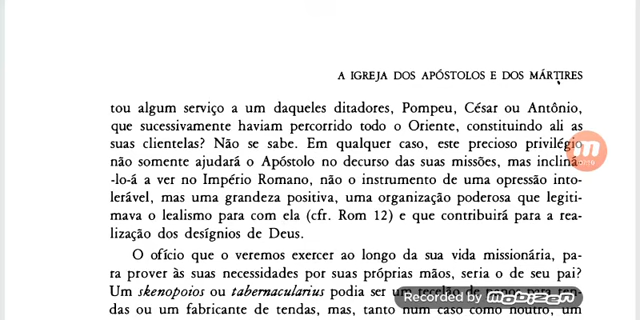 A IGREJA DOS APÓSTOLOS E DOS MÁRTIRES
tou algum serviço a um daqueles ditadores, Pompeu, César ou Antônio,
que sucessivamente haviam percorrido todo o Oriente, constituindo ali as
suas clientelas? Não se sabe. Em qualquer caso, este precioso privilégio
não somente ajudará o Apóstolo no decurso das suas missões, mas incliná-
-lo-á a ver no Império Romano, não o instrumento de uma opressão into-
lerável, mas uma grandeza positiva, uma organização poderosa que legiti-
mava o lealismo para com ela (cfr. Rom 12) e que contribuirá para a rea-
lização dos desígnios de Deus.
O ofício que o veremos exercer ao longo da sua vida missionária, pa-
ra prover às suas necessidades por suas próprias mãos, seria o de seu pai?
Um skenopoios ou tabernacularius podia ser um tecelão de panos para ten-
das ou um fabricante de tendas, mas, tanto num caso como noutro, um
Recorded by mobizen